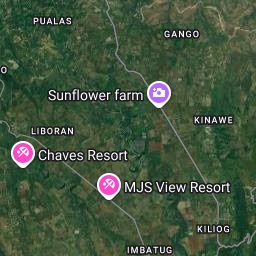 PUALAS
GANGO
O
Sunflower farm
KINAWE
LIBORAN
Chaves Resort
MJS View Resort
KILIOG
IMBATUG